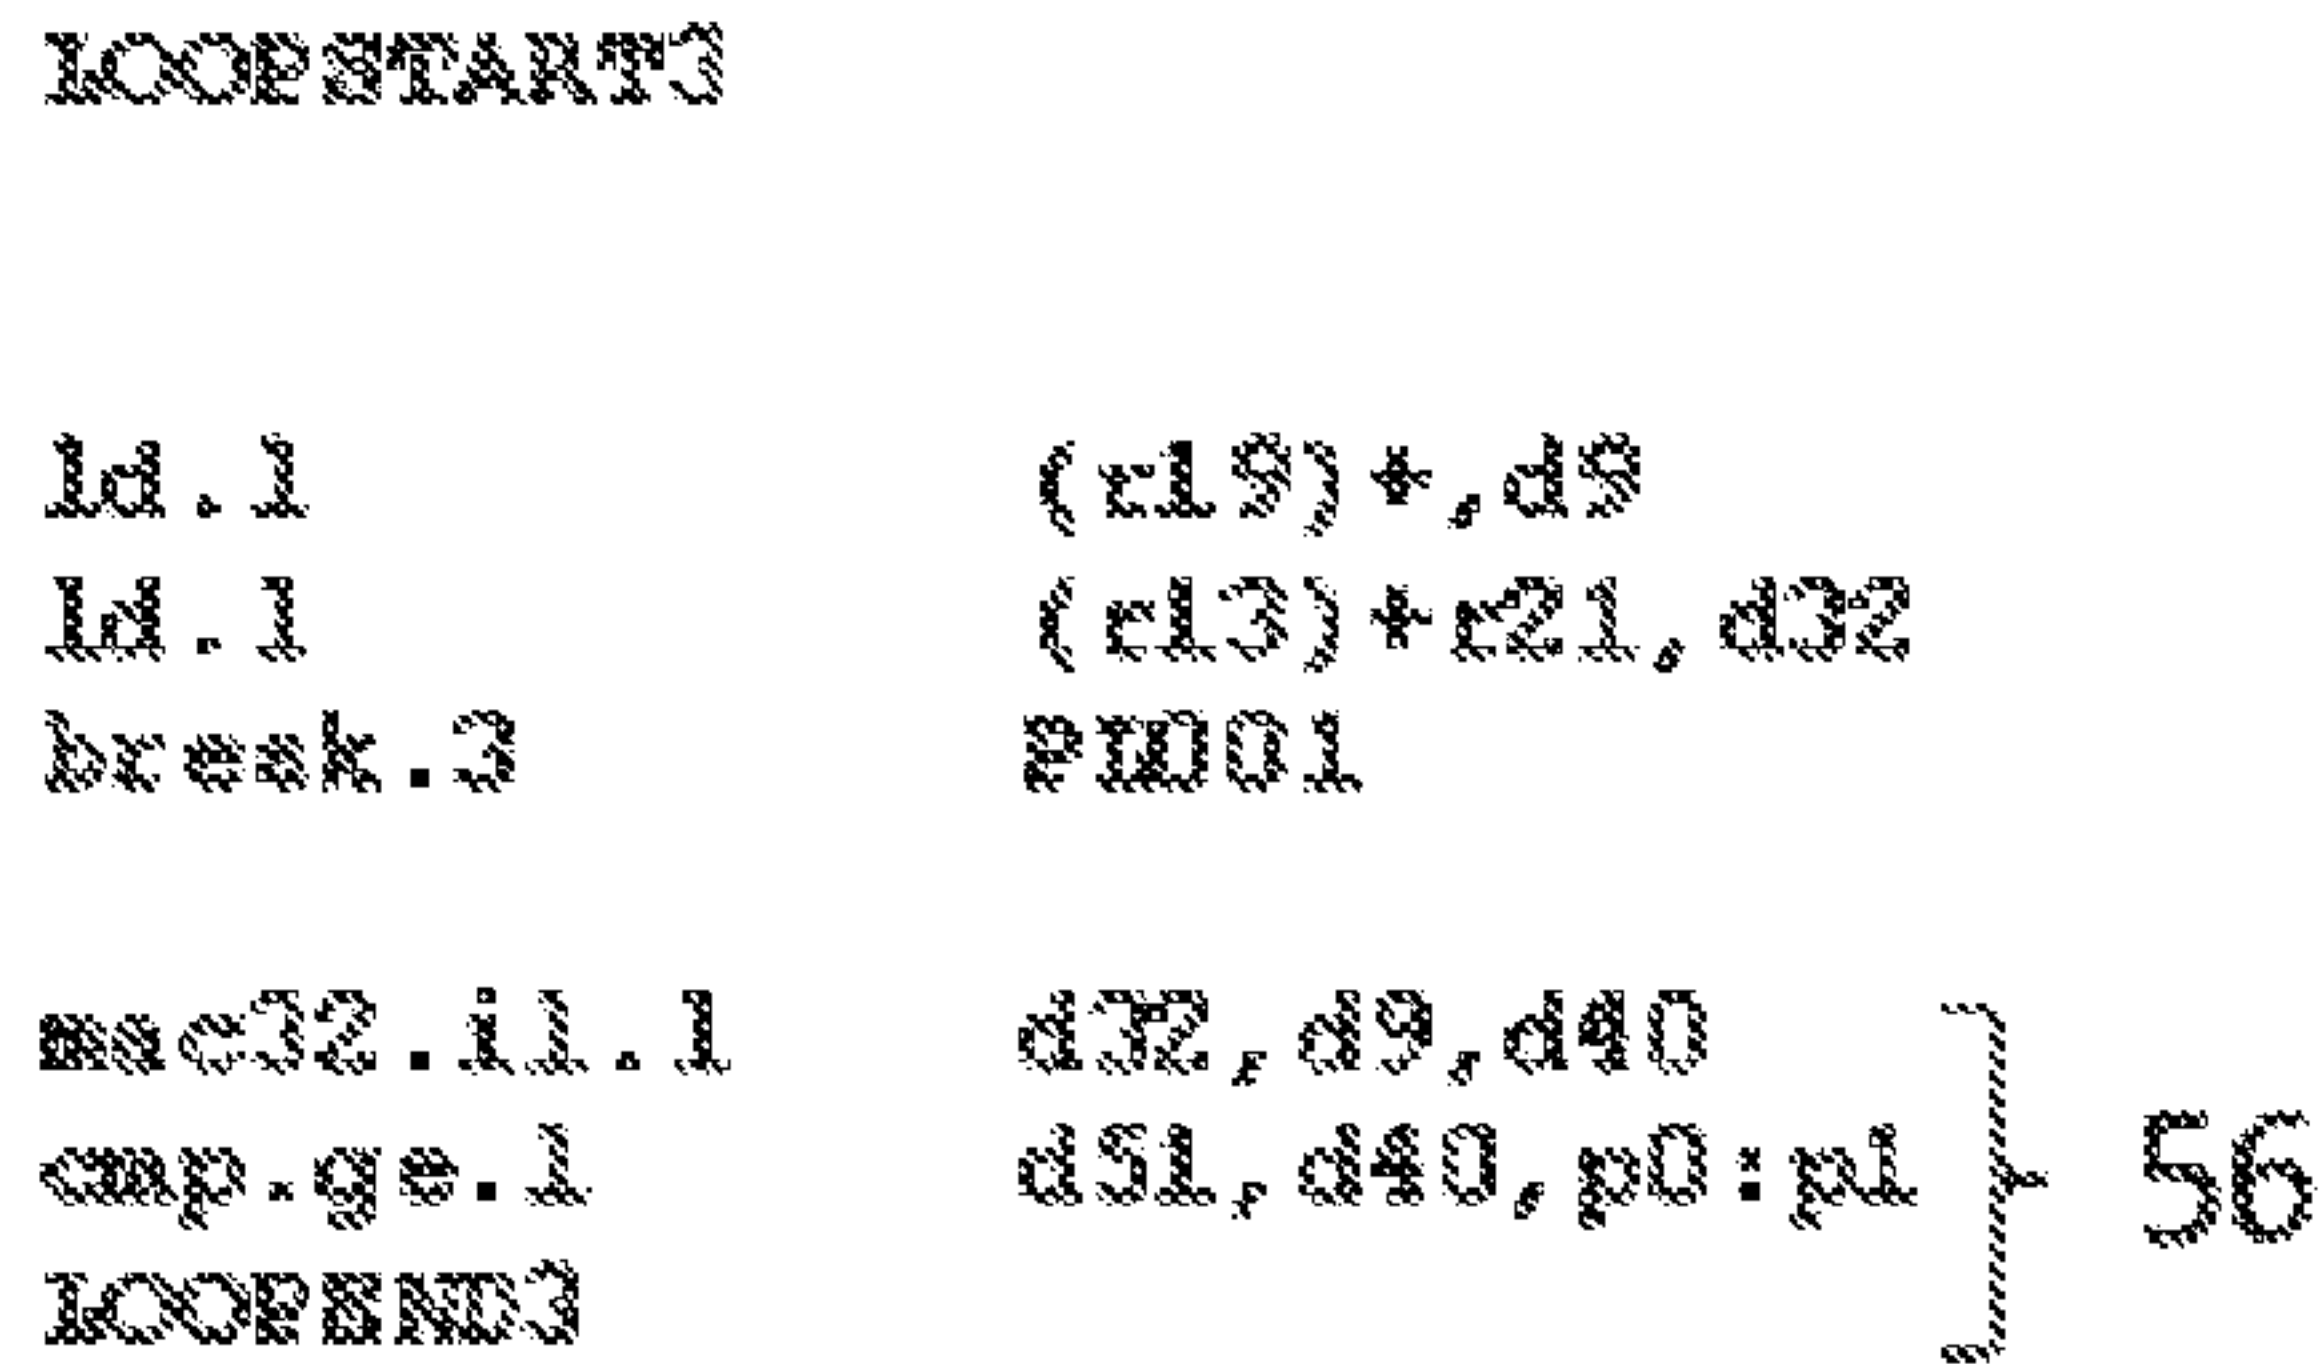 LOOPSTART3
ld.l (r19)+,d9
ld.l (r13)+r21,d32
break.3 PI001
mac32.il.l d32,d9,d40
cmp.ge.l d51,d40,p0:p1
LOOPEND3
56